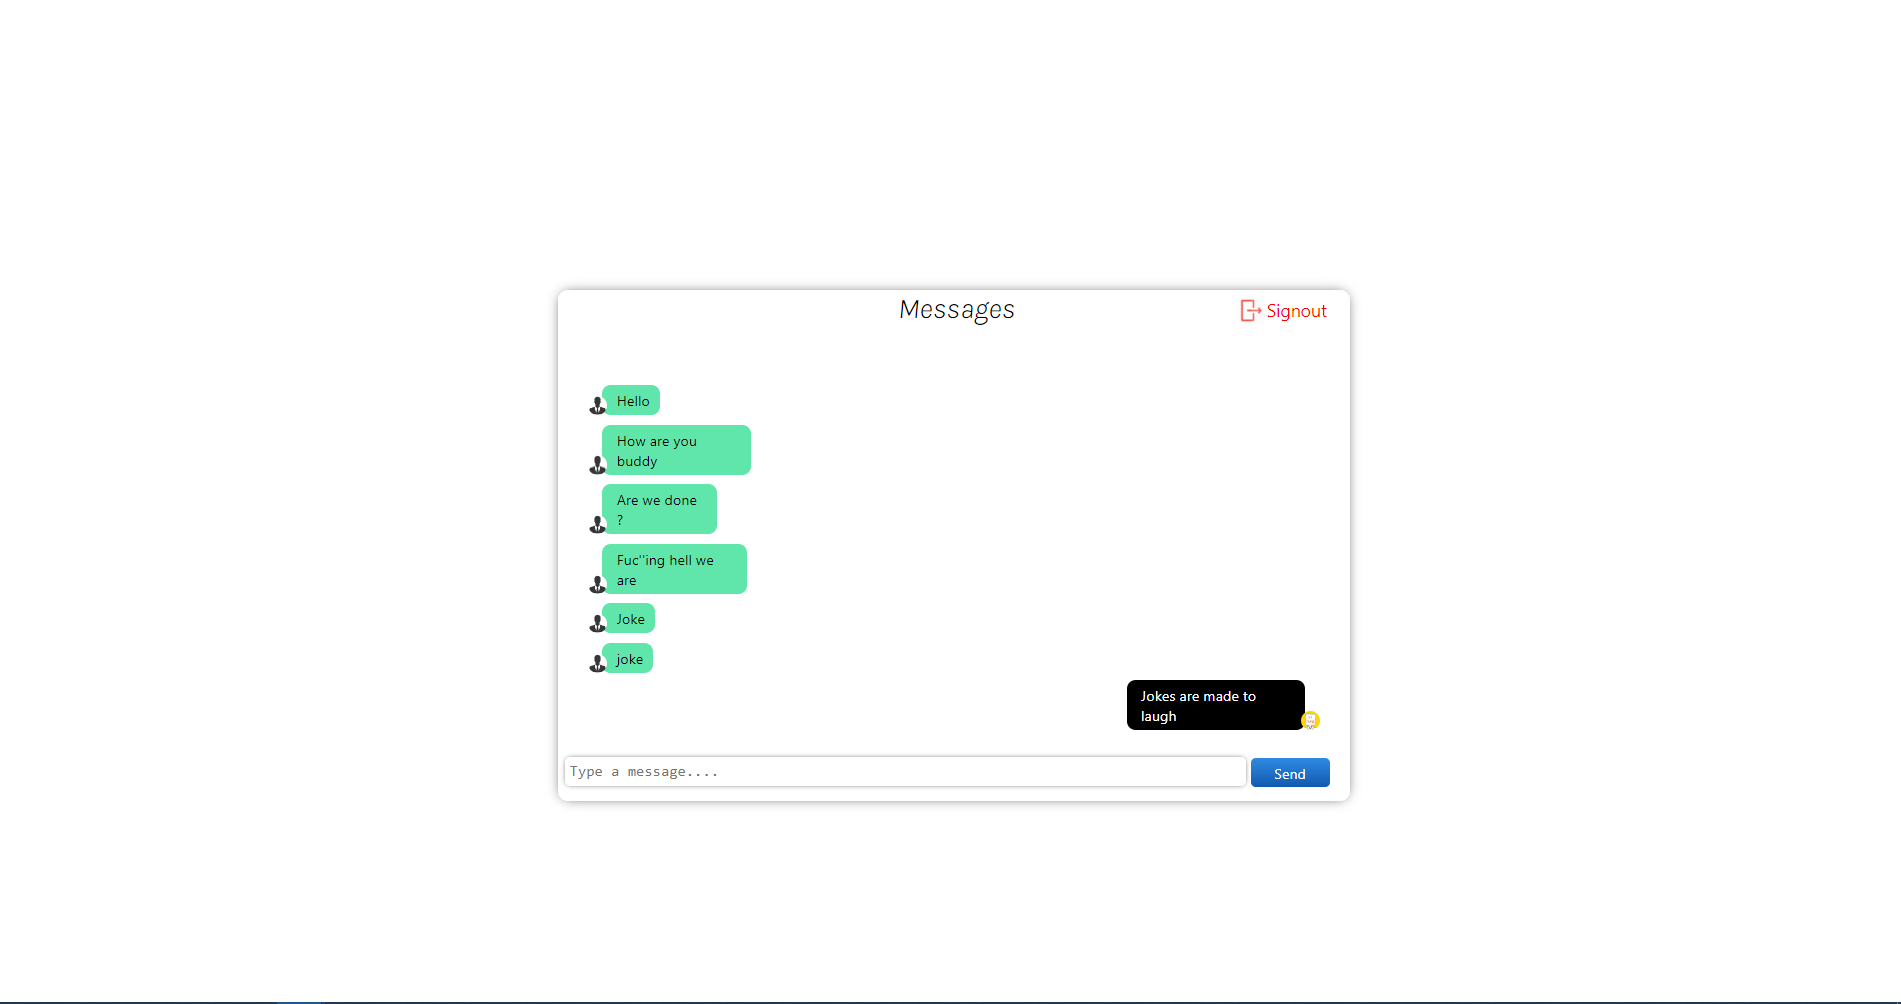 Messages
Signout
Hello
How are you
buddy
Are we done
?
Fuc''ing hell we
are
Joke
joke
Jokes are made to
laugh
Type a message....
Send